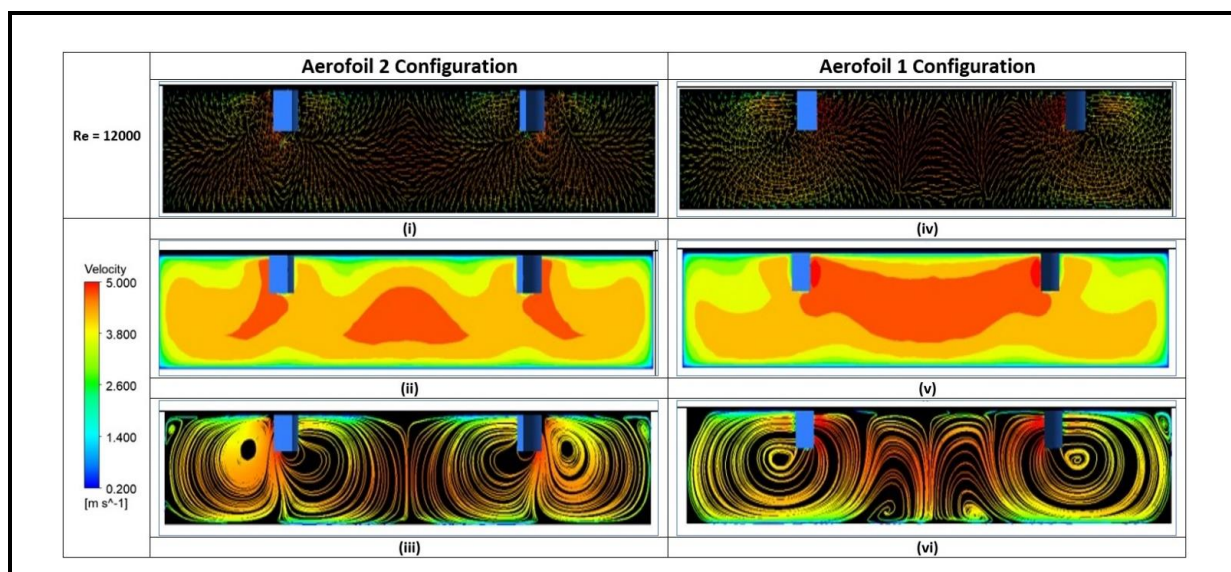 Aerofoil 2 Configuration
Aerofoil 1 Configuration
Re = 12000
(i)
(iv)
Velocity
5.000
3.800
2.600
1.400
0.200
[m s^-1]
(ii)
(v)
(iii)
(vi)